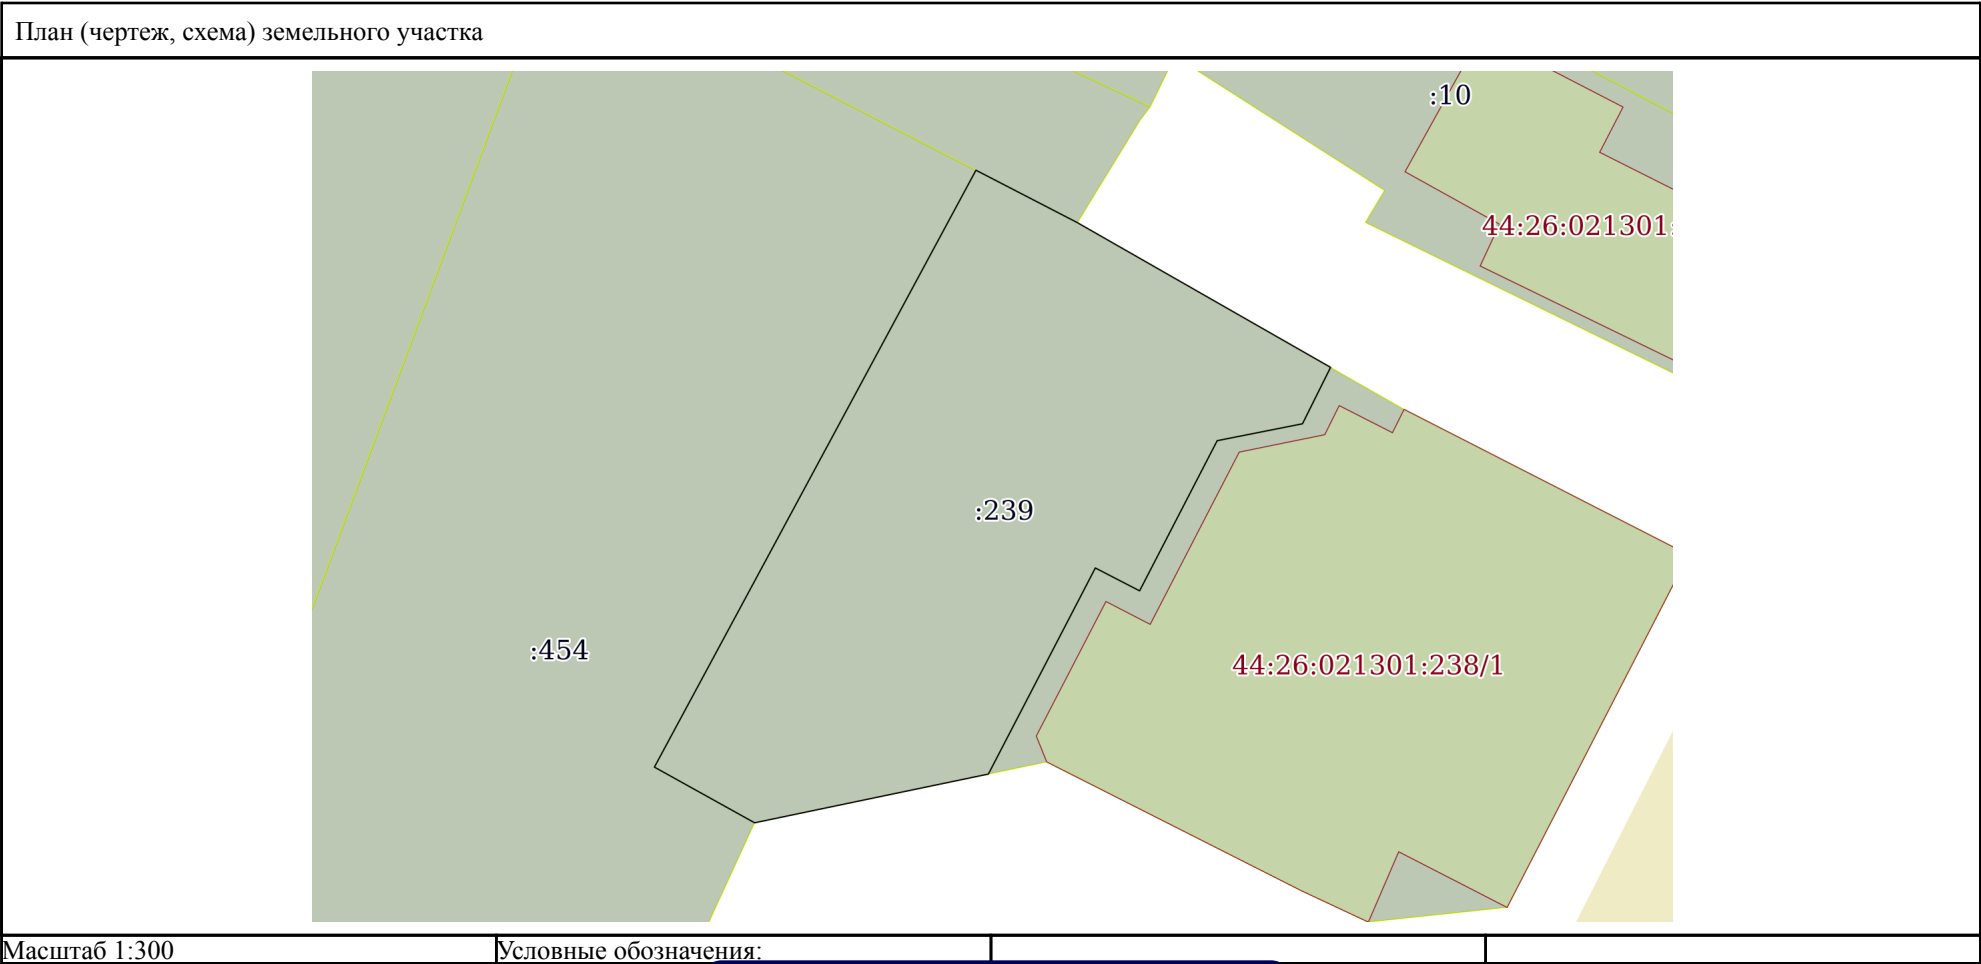 План (чертеж, схема) земельного участка
:10
44:26:021301:
:239
:454
44:26:021301:238/1
Масштаб 1:300
Условные обозначения: